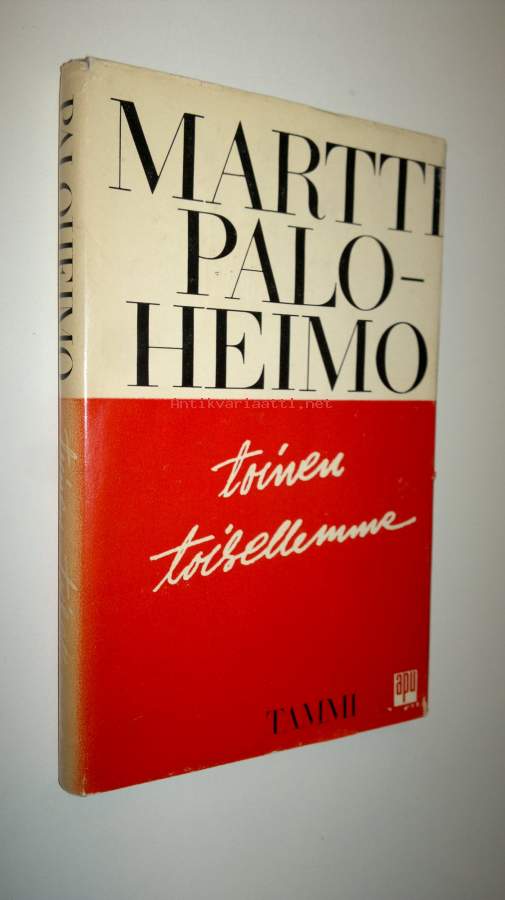 PALOHEIMO
MARTTI
PALO-
HEIMO
Antikvariaatti.net
toinen
toisellemme
apu
TAMMI